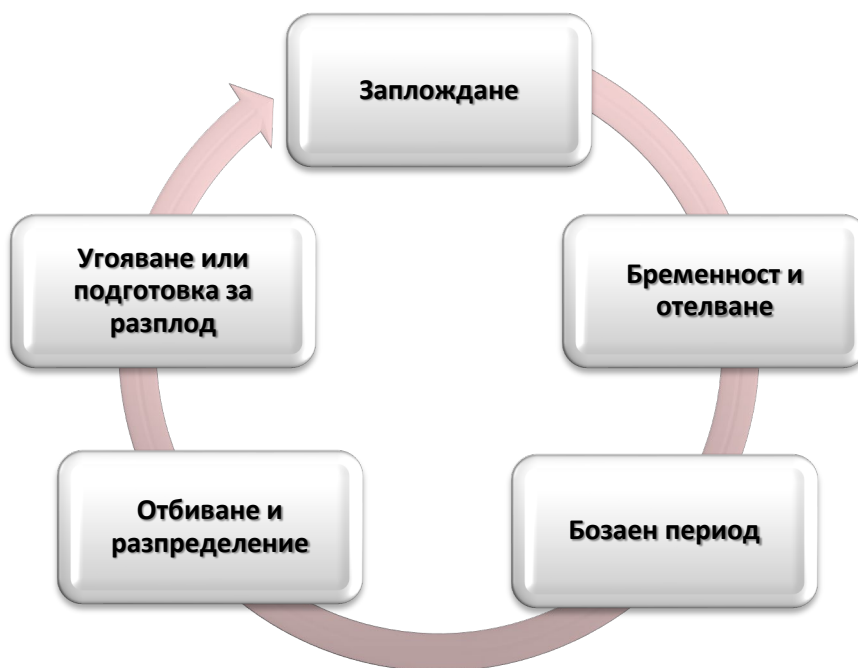 Заплождане
Бременност и
отелване
Бозаен период
Отбиване и
разпределение
Угояване или
подготовка за
разплод